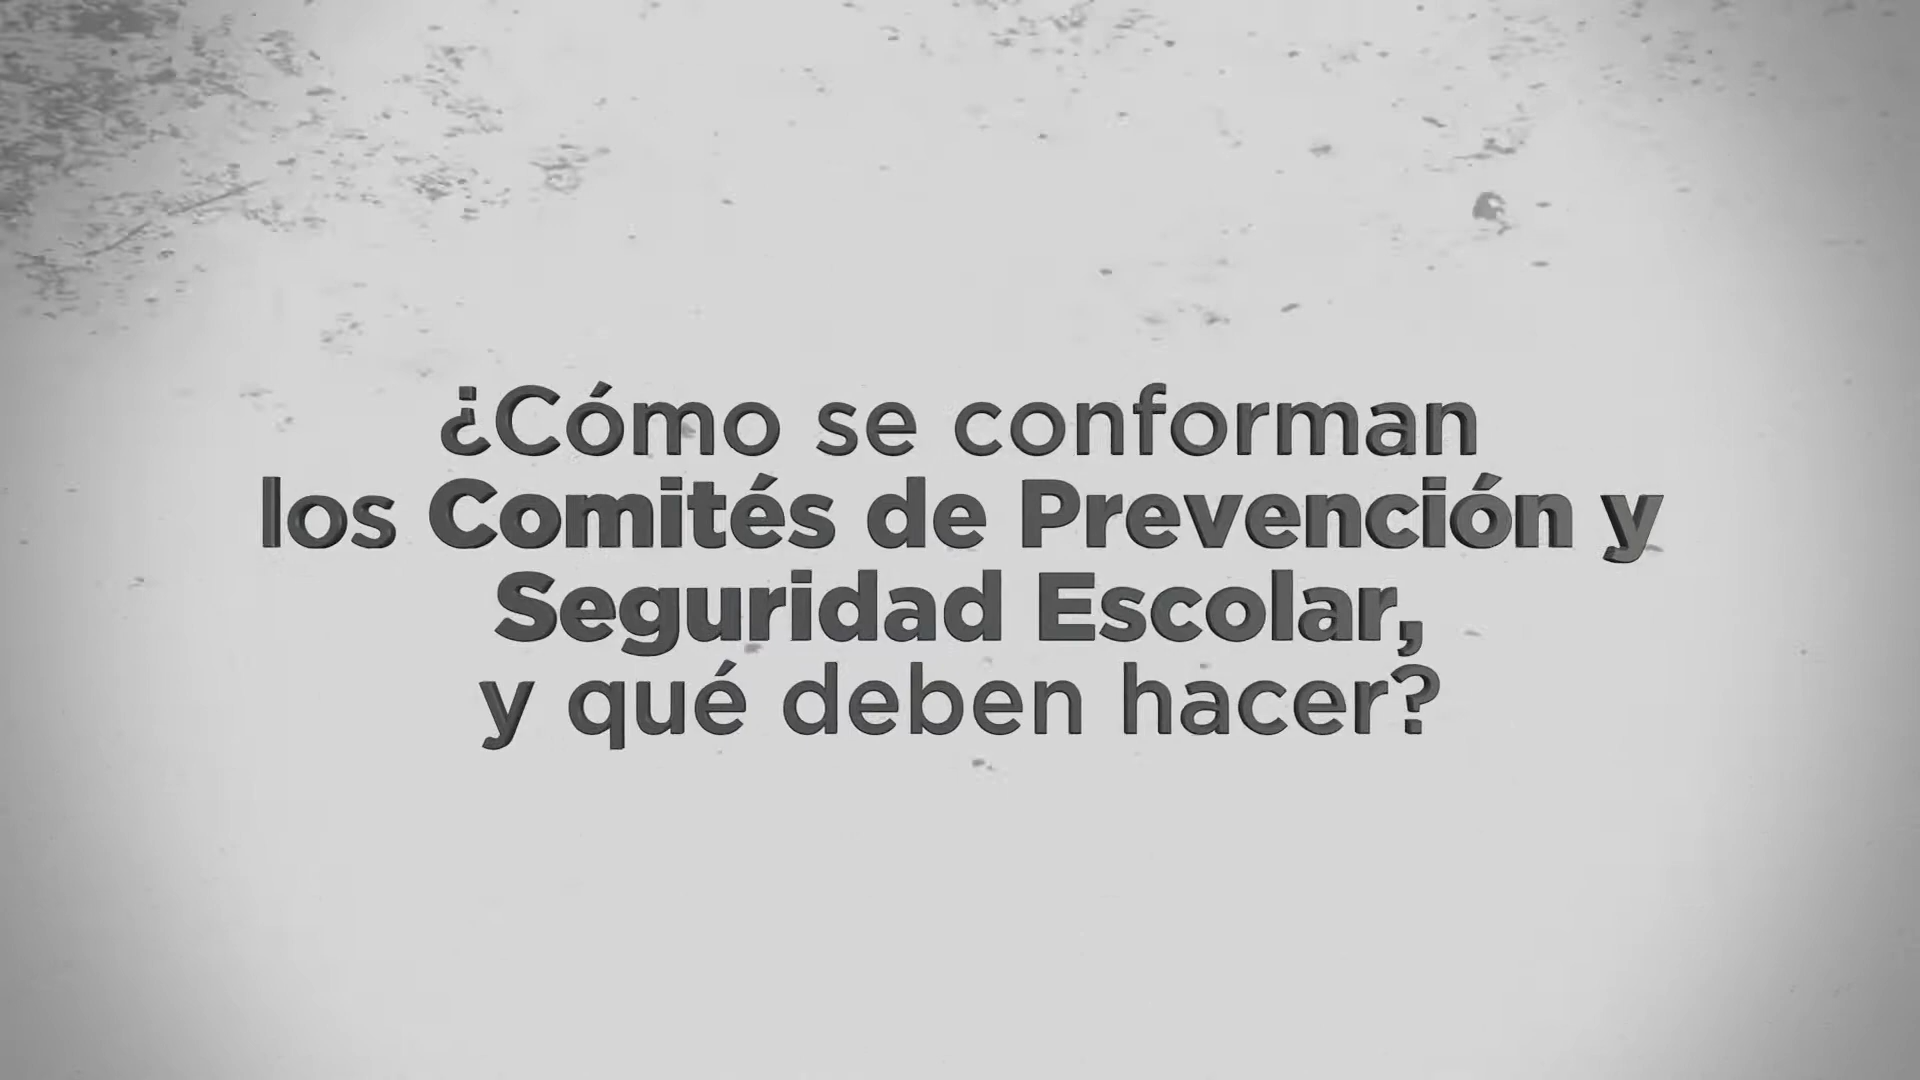 ¿Cómo se conforman
los Comités de Prevención y
Seguridad Escolar,
y qué deben hacer?